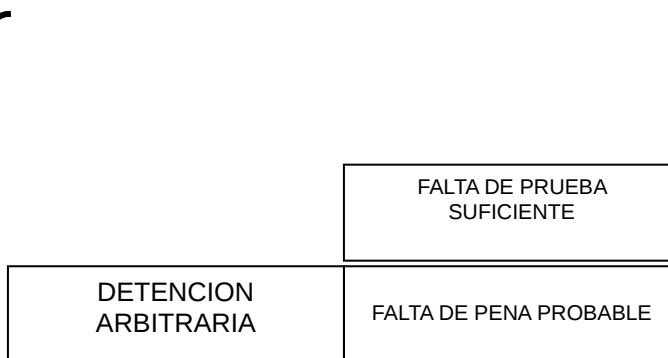 FALTA DE PRUEBA
SUFICIENTE
DETENCION
ARBITRARIA
FALTA DE PENA PROBABLE